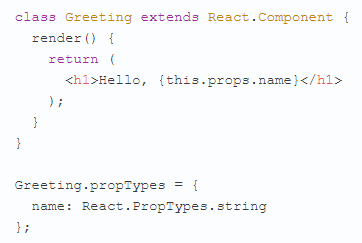 class Greeting extends React.Component {
  render() {
    return (
      <h1>Hello, {this.props.name}</h1>
    );
  }
}

Greeting.propTypes = {
  name: React.PropTypes.string
};